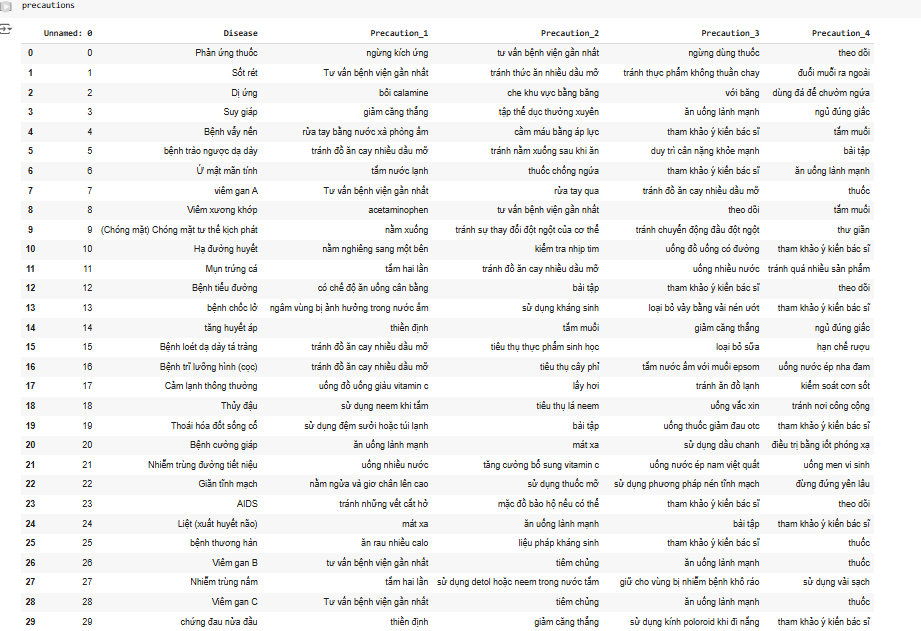 precautions
Unnamed: 0 Disease Precaution_1 Precaution_2 Precaution_3 Precaution_4
0 0 Phản ứng thuốc ngừng kích ứng tư vấn bệnh viện gần nhất ngừng dùng thuốc theo dõi
1 1 Sốt rét Tư vấn bệnh viện gần nhất tránh thức ăn nhiều dầu mỡ tránh thực phẩm không thuần chay đuổi muỗi ra ngoài
2 2 Dị ứng bôi calamine che khu vực bằng băng với băng dùng đá để chườm ngứa
3 3 Suy giáp giảm căng thẳng tập thể dục thường xuyên ăn uống lành mạnh ngủ đúng giấc
4 4 Bệnh vẩy nến rửa tay bằng nước xà phòng ấm cầm máu bằng áp lực tham khảo ý kiến bác sĩ tắm muối
5 5 bệnh trào ngược dạ dày tránh đồ ăn cay nhiều dầu mỡ tránh nằm xuống sau khi ăn duy trì cân nặng khỏe mạnh bài tập
6 6 Ứ mật mãn tính tắm nước lạnh thuốc chống ngứa tham khảo ý kiến bác sĩ ăn uống lành mạnh
7 7 viêm gan A Tư vấn bệnh viện gần nhất rửa tay qua tránh đồ ăn cay nhiều dầu mỡ thuốc
8 8 Viêm xương khớp acetaminophen tư vấn bệnh viện gần nhất theo dõi tắm muối
9 9 (Chóng mặt) Chóng mặt tư thế kịch phát nằm xuống tránh sự thay đổi đột ngột của cơ thể tránh chuyển động đầu đột ngột thư giãn
10 10 Hạ đường huyết nằm nghiêng sang một bên kiểm tra nhịp tim uống đồ uống có đường tham khảo ý kiến bác sĩ
11 11 Mụn trứng cá tắm hai lần tránh đồ ăn cay nhiều dầu mỡ uống nhiều nước tránh quá nhiều sản phẩm
12 12 Bệnh tiểu đường có chế độ ăn uống cân bằng bài tập tham khảo ý kiến bác sĩ theo dõi
13 13 bệnh chốc lở ngâm vùng bị ảnh hưởng trong nước ấm sử dụng kháng sinh loại bỏ vảy bằng vải nén ướt tham khảo ý kiến bác sĩ
14 14 tăng huyết áp thiền định tắm muối giảm căng thẳng ngủ đúng giấc
15 15 Bệnh loét dạ dày tá tràng tránh đồ ăn cay nhiều dầu mỡ tiêu thụ thực phẩm sinh học loại bỏ sữa hạn chế rượu
16 16 Bệnh trĩ lưỡng hình (cọc) tránh đồ ăn cay nhiều dầu mỡ tiêu thụ cây phỉ tắm nước ấm với muối epsom uống nước ép nha đam
17 17 Cảm lạnh thông thường uống đồ uống giàu vitamin c lấy hơi tránh ăn đồ lạnh kiểm soát cơn sốt
18 18 Thủy đậu sử dụng neem khi tắm tiêu thụ lá neem uống vắc xin tránh nơi công cộng
19 19 Thoái hóa đốt sống cổ sử dụng đệm sưởi hoặc túi lạnh bài tập uống thuốc giảm đau otc tham khảo ý kiến bác sĩ
20 20 Bệnh cường giáp ăn uống lành mạnh mát xa sử dụng dầu chanh điều trị bằng iốt phóng xạ
21 21 Nhiễm trùng đường tiết niệu uống nhiều nước tăng cường bổ sung vitamin c uống nước ép nam việt quất uống men vi sinh
22 22 Giãn tĩnh mạch nằm ngửa và giơ chân lên cao sử dụng thuốc mỡ sử dụng phương pháp nén tĩnh mạch đừng đứng yên lâu
23 23 AIDS tránh những vết cắt hở mặc đồ bảo hộ nếu có thể tham khảo ý kiến bác sĩ theo dõi
24 24 Liệt (xuất huyết não) mát xa ăn uống lành mạnh bài tập tham khảo ý kiến bác sĩ
25 25 bệnh thương hàn ăn rau nhiều calo liệu pháp kháng sinh tham khảo ý kiến bác sĩ thuốc
26 26 Viêm gan B tư vấn bệnh viện gần nhất tiêm chủng ăn uống lành mạnh thuốc
27 27 Nhiễm trùng nấm tắm hai lần sử dụng detol hoặc neem trong nước tắm giữ cho vùng bị nhiễm bệnh khô ráo sử dụng vải sạch
28 28 Viêm gan C Tư vấn bệnh viện gần nhất tiêm chủng ăn uống lành mạnh thuốc
29 29 chứng đau nửa đầu thiền định giảm căng thẳng sử dụng kính poloroid khi đi nắng tham khảo ý kiến bác sĩ